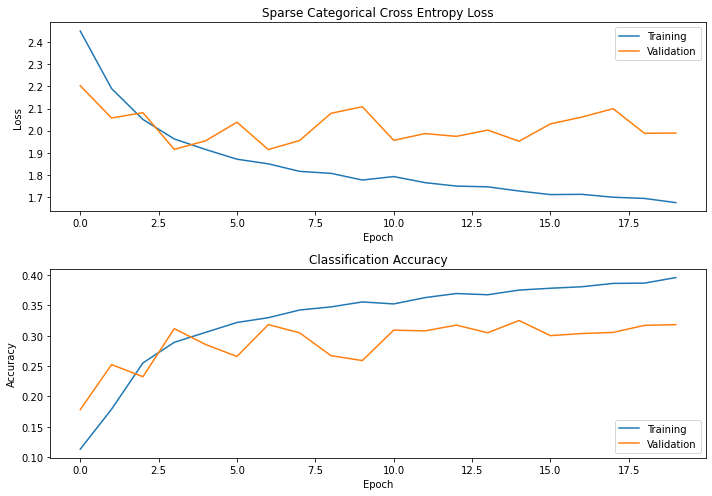 Sparse Categorical Cross Entropy Loss
2.4
2.3
2.2
2.1
2.0
1.9
1.8
1.7
Loss
Training
Validation
0.0 2.5 5.0 7.5 10.0 12.5 15.0 17.5
Epoch
Classification Accuracy
0.40
0.35
0.30
0.25
0.20
0.15
0.10
Accuracy
Training
Validation
0.0 2.5 5.0 7.5 10.0 12.5 15.0 17.5
Epoch